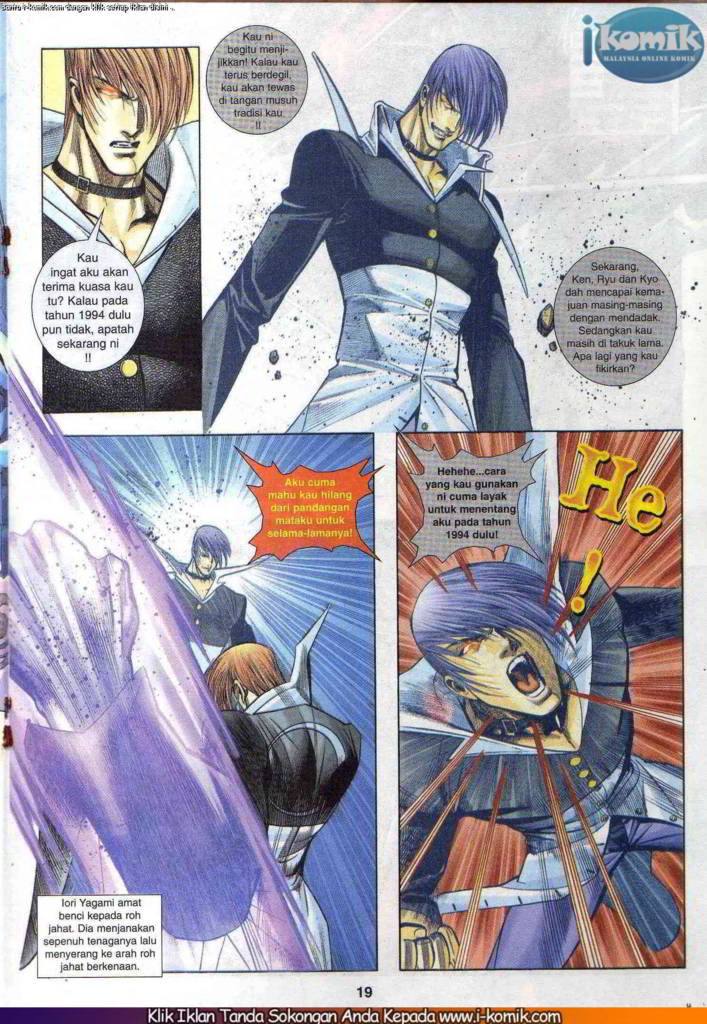 ikomik
MALAYSIA ONLINE KOMIK
Kau ni
begitu menji-
jikkan! Kalau kau
terus berdegil,
kau akan tewas
di tangan musuh
tradisi kau
!!
Kau
ingat aku akan
terima kuasa kau
tu? Kalau pada
tahun 1994 dulu
pun tidak, apatah
sekarang ni
!!
Sekarang,
Ken, Ryu dan Kyo
dah mencapai kema-
juan masing-masing
dengan mendadak.
Sedangkan kau
masih di takuk lama.
Apa lagi yang kau
fikirkan?
Aku cuma
mahu kau hilang
dari pandangan
mataku untuk
selama-lamanya!
Hehehe...cara
yang kau gunakan
ni cuma layak
untuk menentang
aku pada tahun
1994 dulu!
He
He
!
Iori Yagami amat
benci kepada roh
jahat. Dia menjanakan
sepenuh tenaganya lalu
menyerang ke arah roh
jahat berkenaan.
19
Klik Iklan Tanda Sokongan Anda Kepada www.i-komik.com